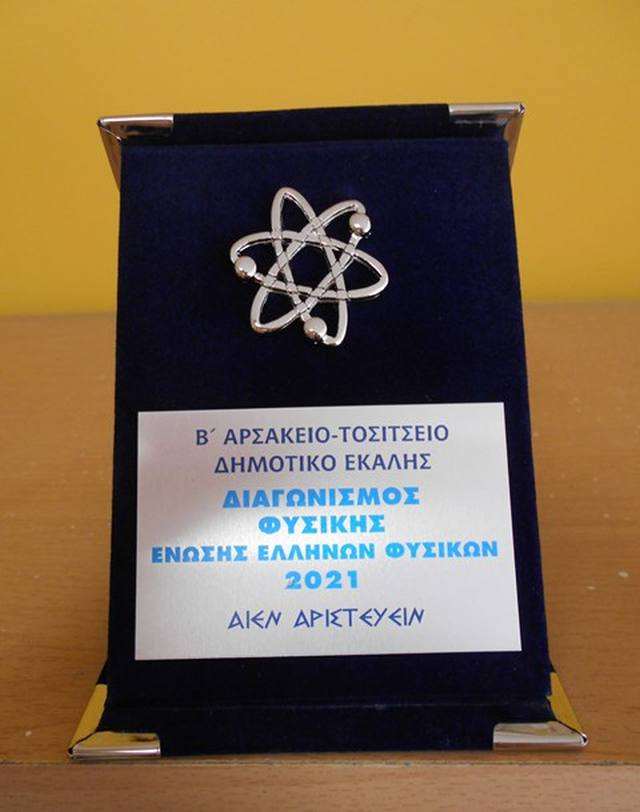 Β΄ ΑΡΣΑΚΕΙΟ-ΤΟΣΙΤΣΕΙΟ
ΔΗΜΟΤΙΚΟ ΕΚΑΛΗΣ
ΔΙΑΓΩΝΙΣΜΟΣ
ΦΥΣΙΚΗΣ
ΕΝΩΣΗΣ ΕΛΛΗΝΩΝ ΦΥΣΙΚΩΝ
2021
ΑΙΕΝ ΑΡΙΣΤΕΥΕΙΝ